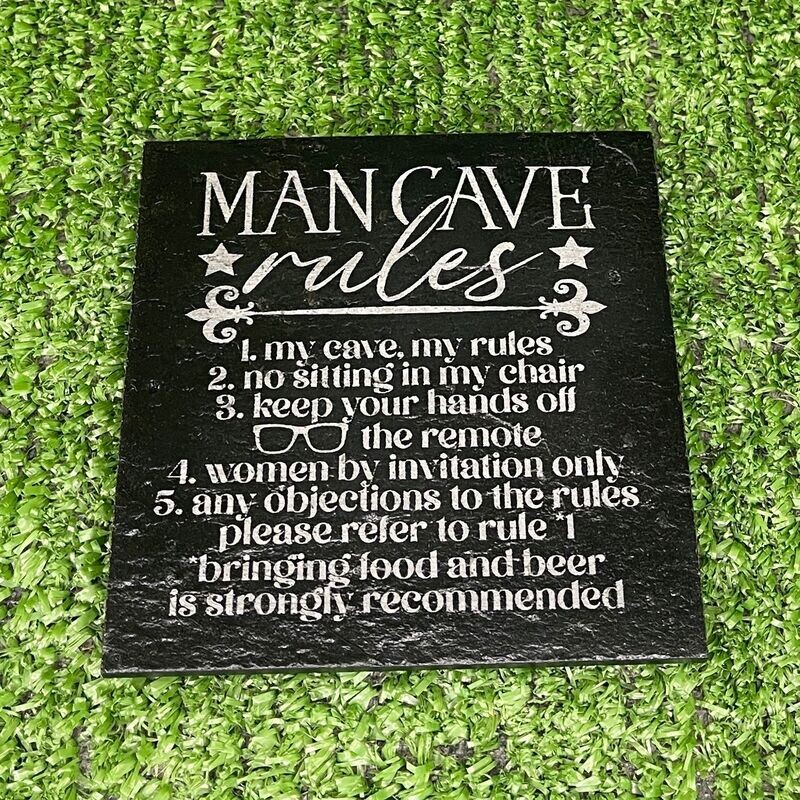 MAN CAVE
rules
1. my cave, my rules
2. no sitting in my chair
3. keep your hands off
the remote
4. women by invitation only
5. any objections to the rules
please refer to rule *1
*bringing food and beer
is strongly recommended